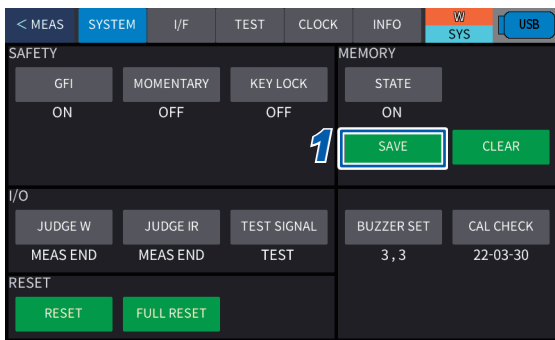 < MEAS SYSTEM I/F TEST CLOCK INFO W SYS USB
SAFETY MEMORY
GFI MOMENTARY KEY LOCK STATE
ON OFF OFF ON
1 SAVE CLEAR
I/O
JUDGE W JUDGE IR TEST SIGNAL BUZZER SET CAL CHECK
MEAS END MEAS END TEST 3 , 3 22-03-30
RESET
RESET FULL RESET